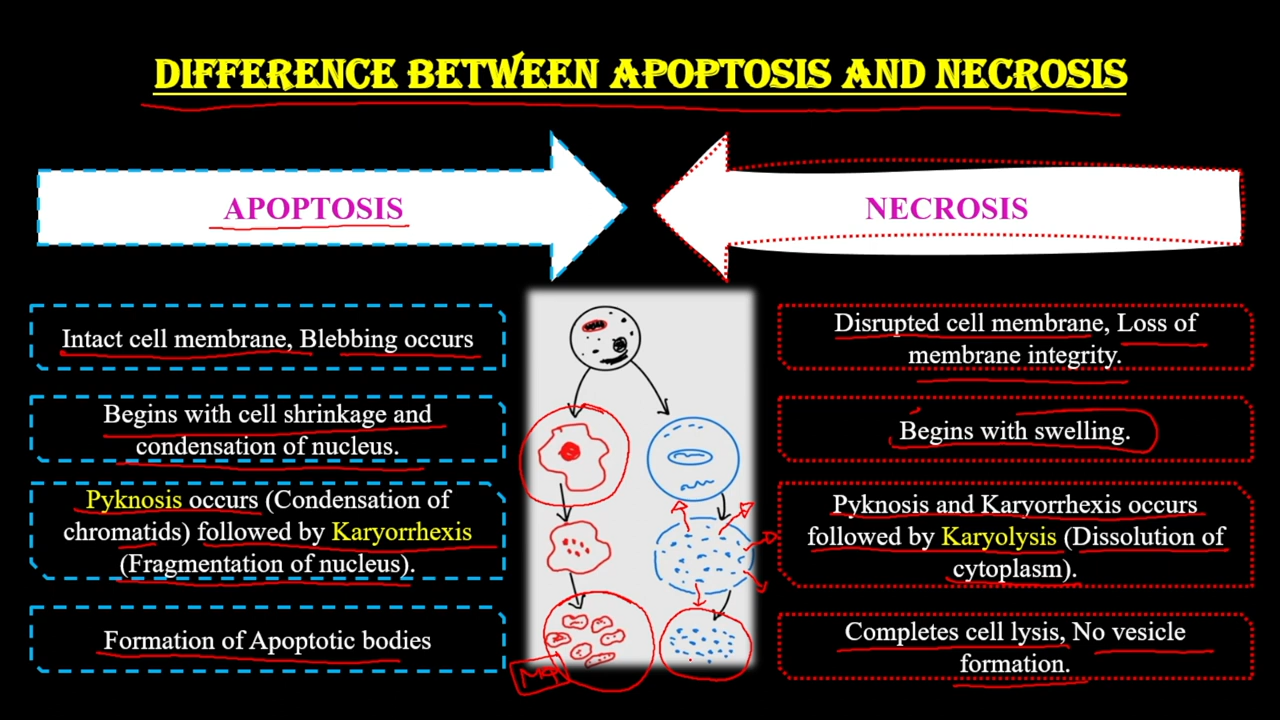 DIFFERENCE BETWEEN APOPTOSIS AND NECROSIS
APOPTOSIS
NECROSIS
Intact cell membrane, Blebbing occurs
Begins with cell shrinkage and
condensation of nucleus.
Pyknosis occurs (Condensation of
chromatids) followed by Karyorrhexis
(Fragmentation of nucleus).
Formation of Apoptotic bodies
Disrupted cell membrane, Loss of
membrane integrity.
Begins with swelling.
Pyknosis and Karyorrhexis occurs
followed by Karyolysis (Dissolution of
cytoplasm).
Completes cell lysis, No vesicle
formation.